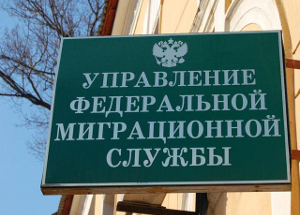 УПРАВЛЕНИЕ
ФЕДЕРАЛЬНОЙ
МИГРАЦИОННОЙ
СЛУЖБЫ